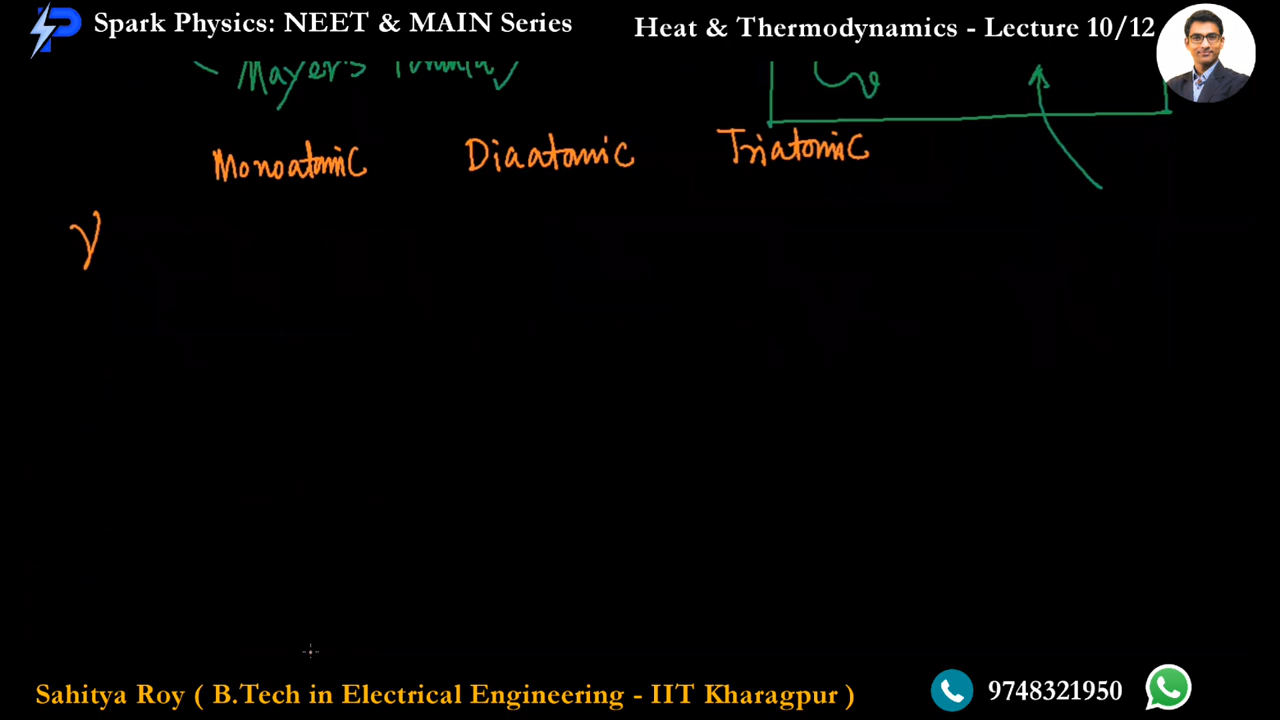 Spark Physics: NEET & MAIN Series
Heat & Thermodynamics - Lecture 10/12
Mayer's formula
Monoatomic Diaatomic Triatomic
γ
Sahitya Roy ( B.Tech in Electrical Engineering - IIT Kharagpur )
9748321950